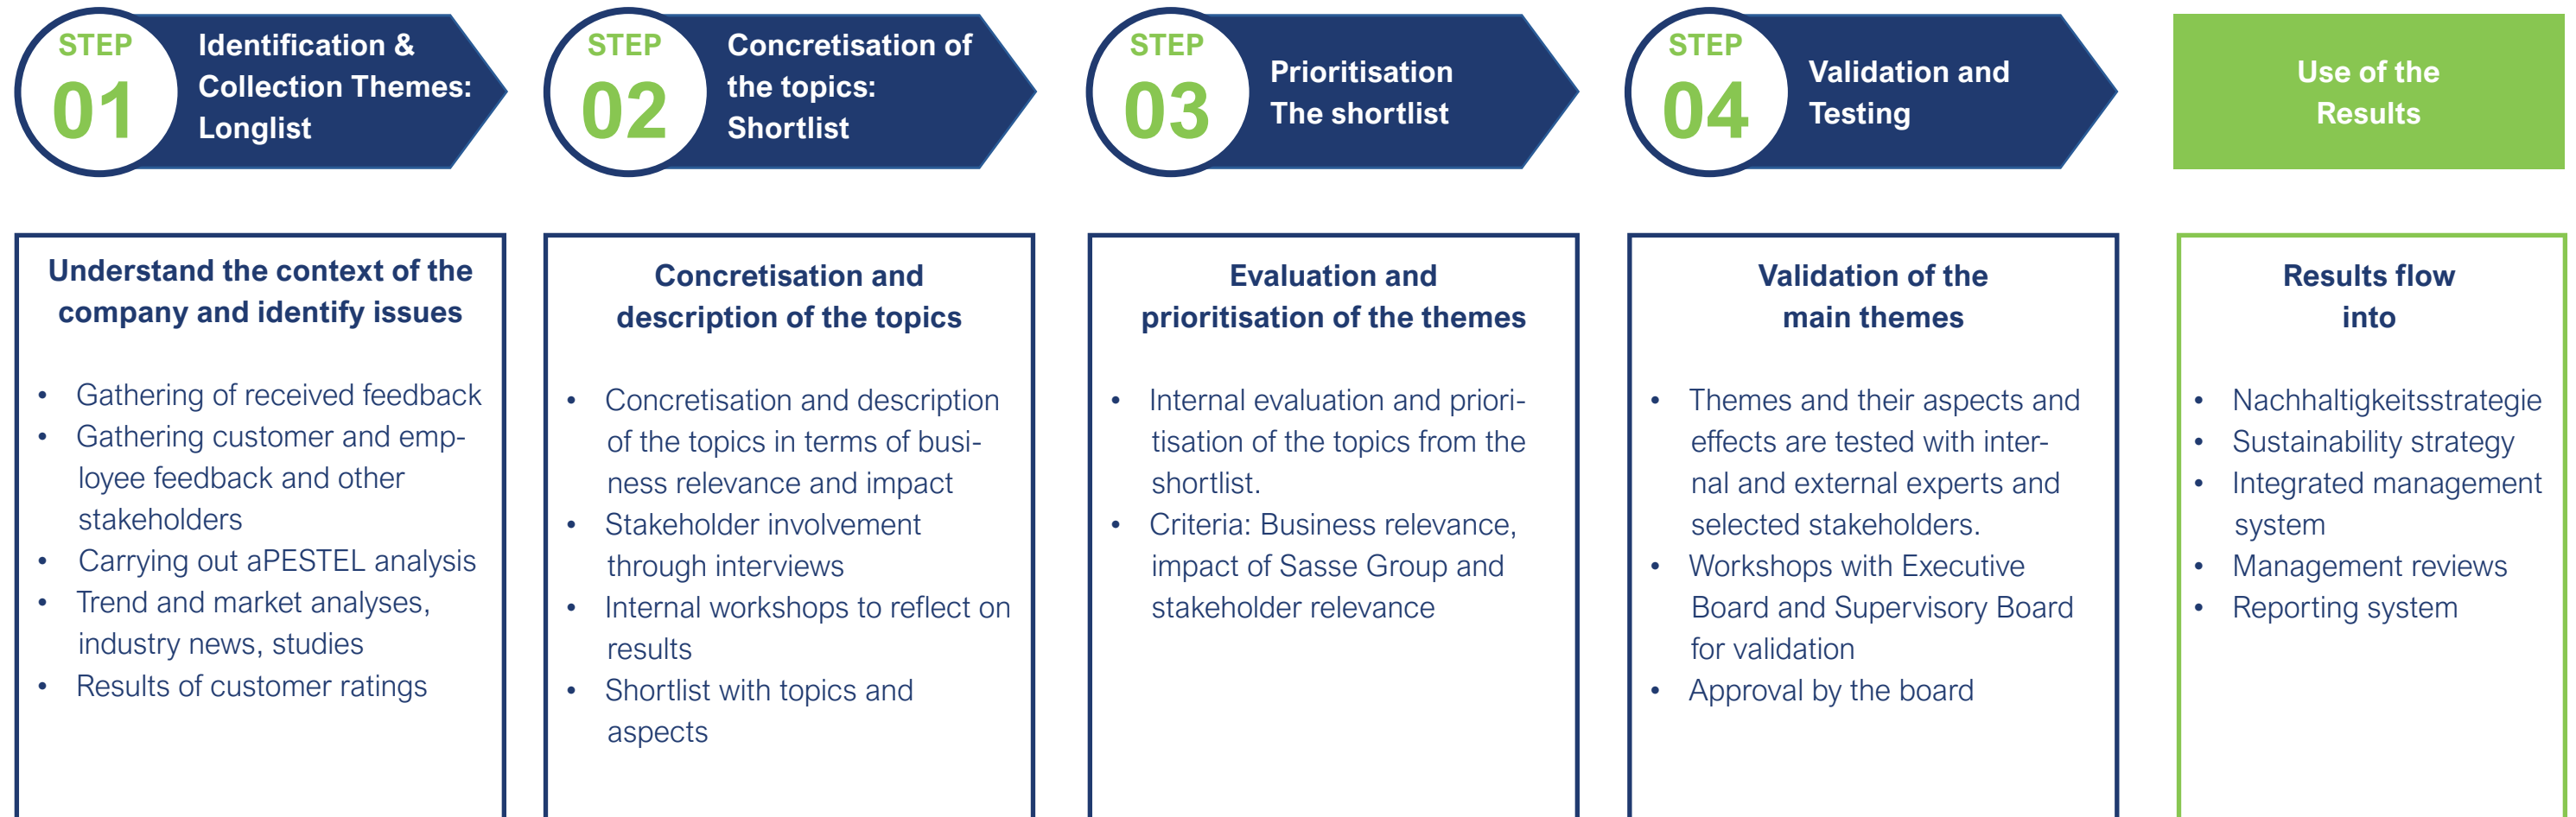 STEP
01
Identification &
Collection Themes:
Longlist
STEP
02
Concretisation of
the topics:
Shortlist
STEP
03
Prioritisation
The shortlist
STEP
04
Validation and
Testing
Use of the
Results
Understand the context of the
company and identify issues
• Gathering of received feedback
• Gathering customer and emp-
loyee feedback and other
stakeholders
• Carrying out aPESTEL analysis
• Trend and market analyses,
industry news, studies
• Results of customer ratings
Concretisation and
description of the topics
• Concretisation and description
of the topics in terms of busi-
ness relevance and impact
• Stakeholder involvement
through interviews
• Internal workshops to reflect on
results
• Shortlist with topics and
aspects
Evaluation and
prioritisation of the themes
• Internal evaluation and priori-
tisation of the topics from the
shortlist.
• Criteria: Business relevance,
impact of Sasse Group and
stakeholder relevance
Validation of the
main themes
• Themes and their aspects and
effects are tested with inter-
nal and external experts and
selected stakeholders.
• Workshops with Executive
Board and Supervisory Board
for validation
• Approval by the board
Results flow
into
• Nachhaltigkeitsstrategie
• Sustainability strategy
• Integrated management
system
• Management reviews
• Reporting system